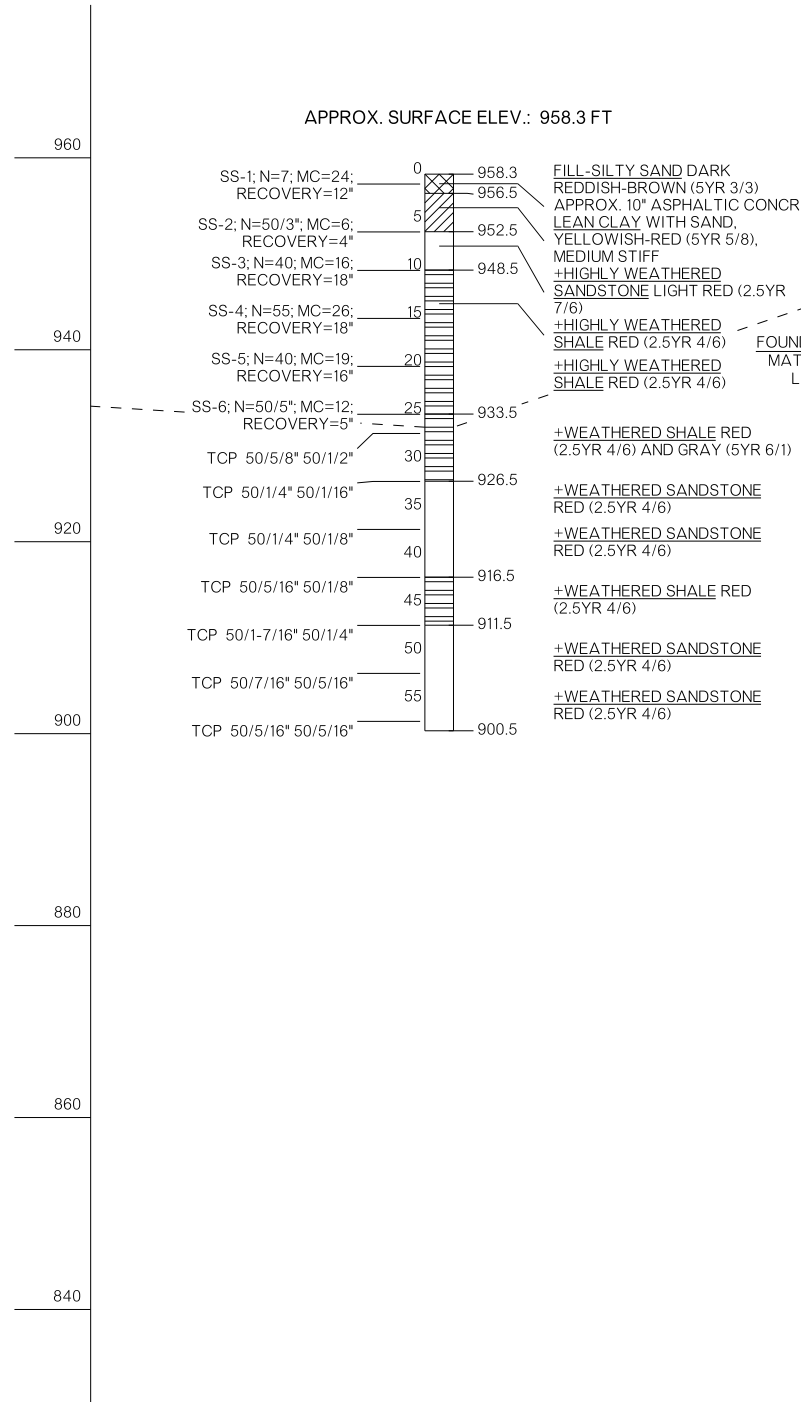 APPROX. SURFACE ELEV.: 958.3 FT
960
940
920
900
880
860
840
SS-1; N=7; MC=24;
RECOVERY=12"
SS-2; N=50/3"; MC=6;
RECOVERY=4"
SS-3; N=40; MC=16;
RECOVERY=18"
SS-4; N=55; MC=26;
RECOVERY=18"
SS-5; N=40; MC=19;
RECOVERY=16"
SS-6; N=50/5"; MC=12;
RECOVERY=5"
TCP 50/5/8" 50/1/2"
TCP 50/1/4" 50/1/16"
TCP 50/1/4" 50/1/8"
TCP 50/5/16" 50/1/8"
TCP 50/1-7/16" 50/1/4"
TCP 50/7/16" 50/5/16"
TCP 50/5/16" 50/5/16"
0
5
10
15
20
25
30
35
40
45
50
55
958.3
956.5
952.5
948.5
933.5
926.5
916.5
911.5
900.5
FILL-SILTY SAND DARK
REDDISH-BROWN (5YR 3/3)
APPROX. 10" ASPHALTIC CONCR
LEAN CLAY WITH SAND,
YELLOWISH-RED (5YR 5/8),
MEDIUM STIFF
+HIGHLY WEATHERED
SANDSTONE LIGHT RED (2.5YR
7/6)
+HIGHLY WEATHERED
SHALE RED (2.5YR 4/6)
+HIGHLY WEATHERED
SHALE RED (2.5YR 4/6)
+WEATHERED SHALE RED
(2.5YR 4/6) AND GRAY (5YR 6/1)
+WEATHERED SANDSTONE
RED (2.5YR 4/6)
+WEATHERED SANDSTONE
RED (2.5YR 4/6)
+WEATHERED SHALE RED
(2.5YR 4/6)
+WEATHERED SANDSTONE
RED (2.5YR 4/6)
+WEATHERED SANDSTONE
RED (2.5YR 4/6)
FOUN
MAT
L